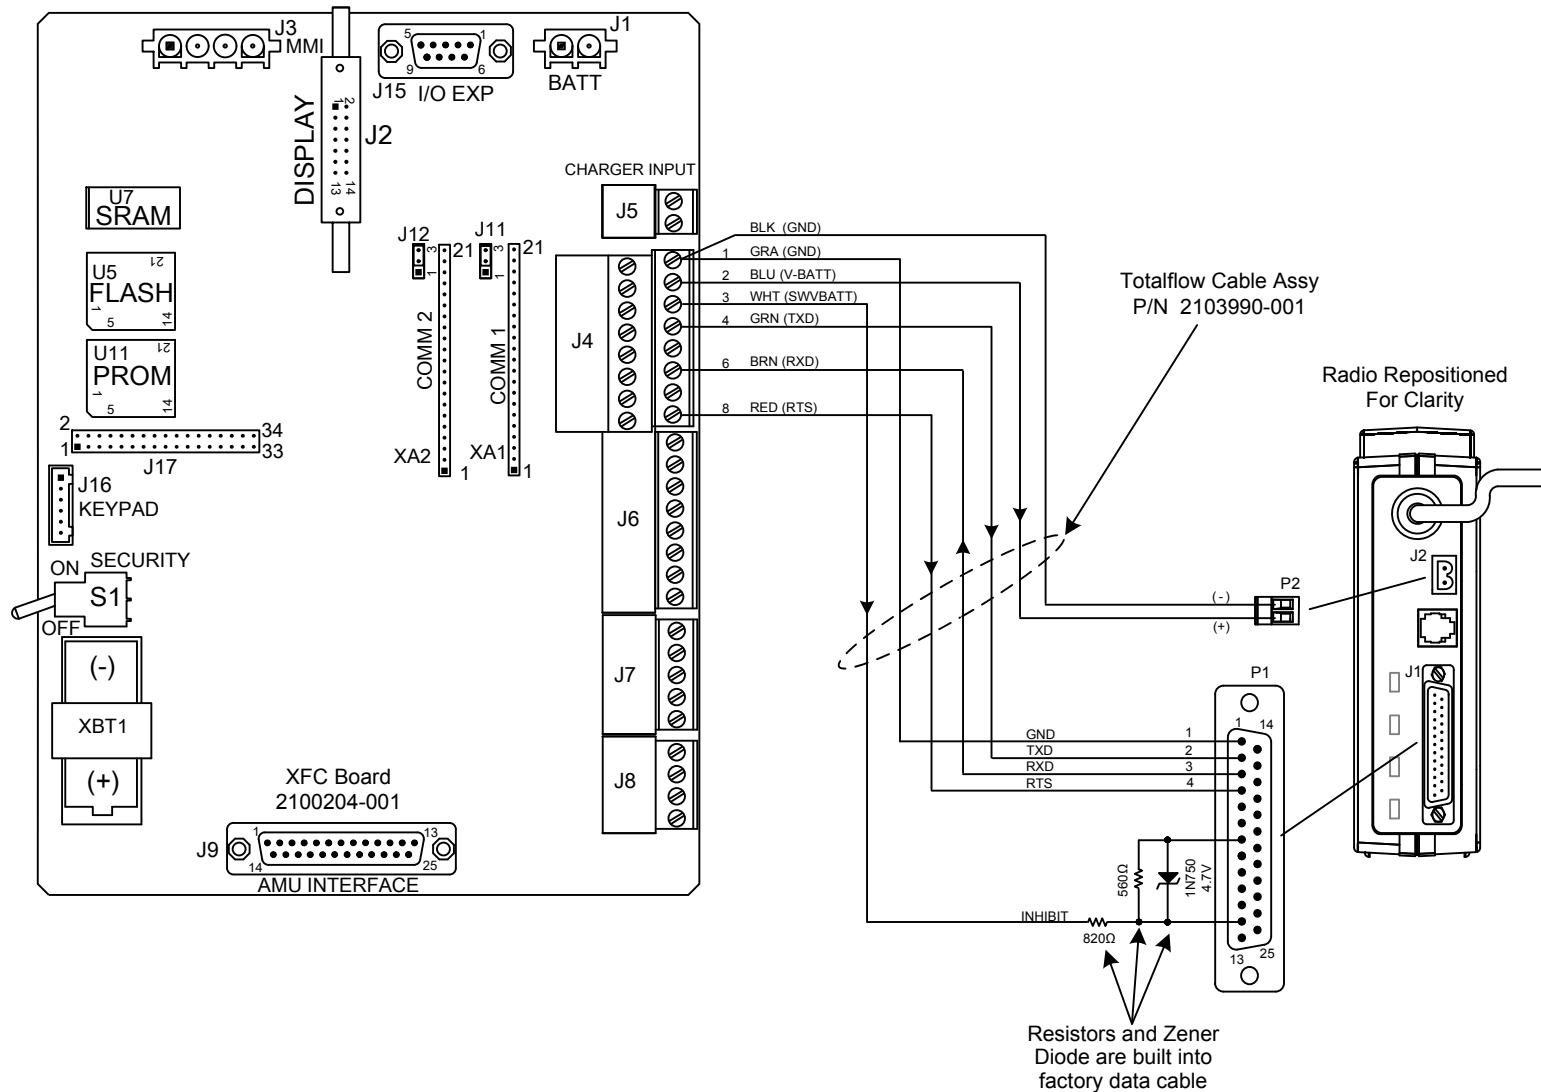 J3
MMI
J15
5
1
9
6
I/O EXP
J1
BATT
DISPLAY
1
2
13
14
J2
CHARGER INPUT
J5
U7
SRAM
U5
FLASH
21
1
5
14
U11
PROM
21
1
5
14
J12
3
1
21
COMM 2
XA2
1
J11
3
1
21
COMM 1
XA1
1
J4
BLK (GND)
1 GRA (GND)
2 BLU (V-BATT)
3 WHT (SWVBATT)
4 GRN (TXD)
6 BRN (RXD)
8 RED (RTS)
Totalflow Cable Assy
P/N 2103990-001
Radio Repositioned
For Clarity
2
1
34
33
J17
J16
KEYPAD
ON
SECURITY
S1
OFF
(-)
XBT1
(+)
J6
J7
J8
XFC Board
2100204-001
J9
1
13
14
25
AMU INTERFACE
J2
P2
(-)
(+)
J1
P1
1
14
GND 1
TXD 2
RXD 3
RTS 4
560Ω
1N750
4.7V
INHIBIT
820Ω
13
25
Resistors and Zener
Diode are built into
factory data cable